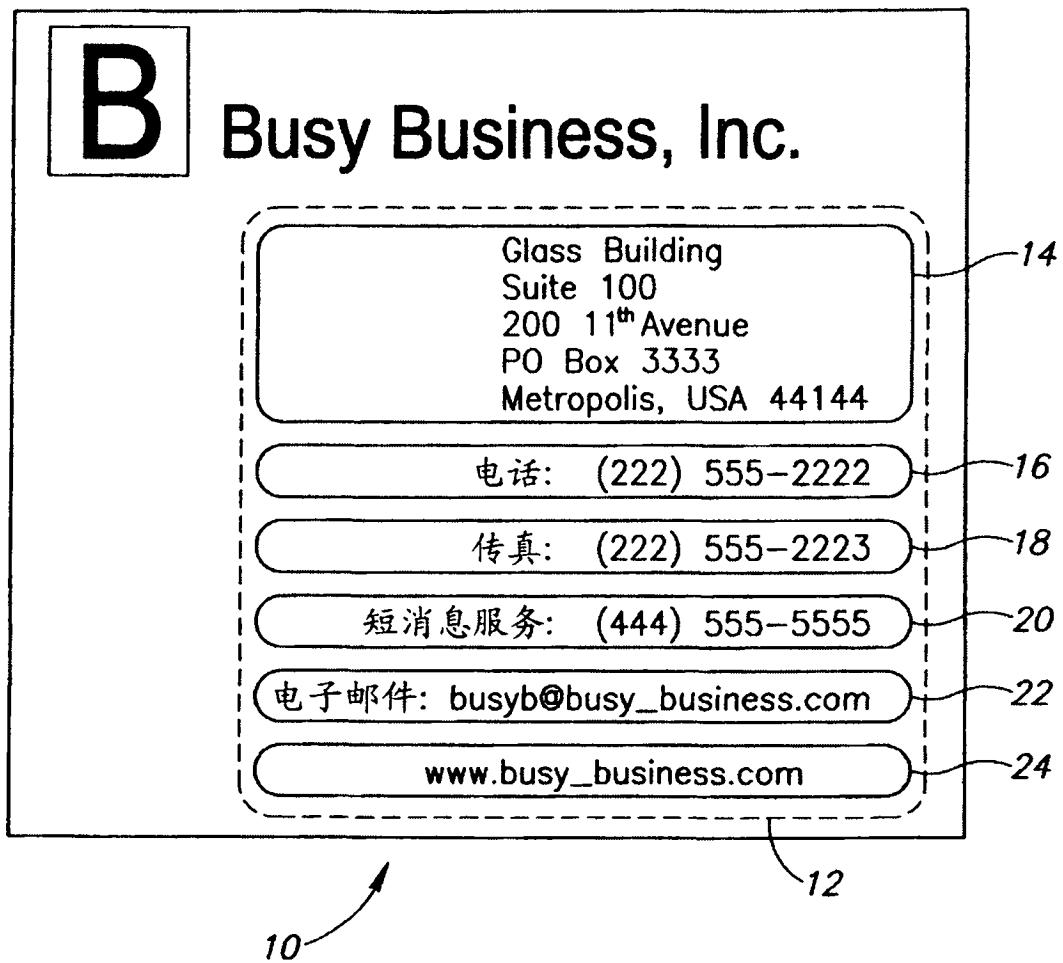 B
Busy Business, Inc.
Glass Building
Suite 100
200 11th Avenue
PO Box 3333
Metropolis, USA 44144
14
电话: (222) 555-2222
16
传真: (222) 555-2223
18
短消息服务: (444) 555-5555
20
电子邮件: busyb@busy_business.com
22
www.busy_business.com
24
12
10